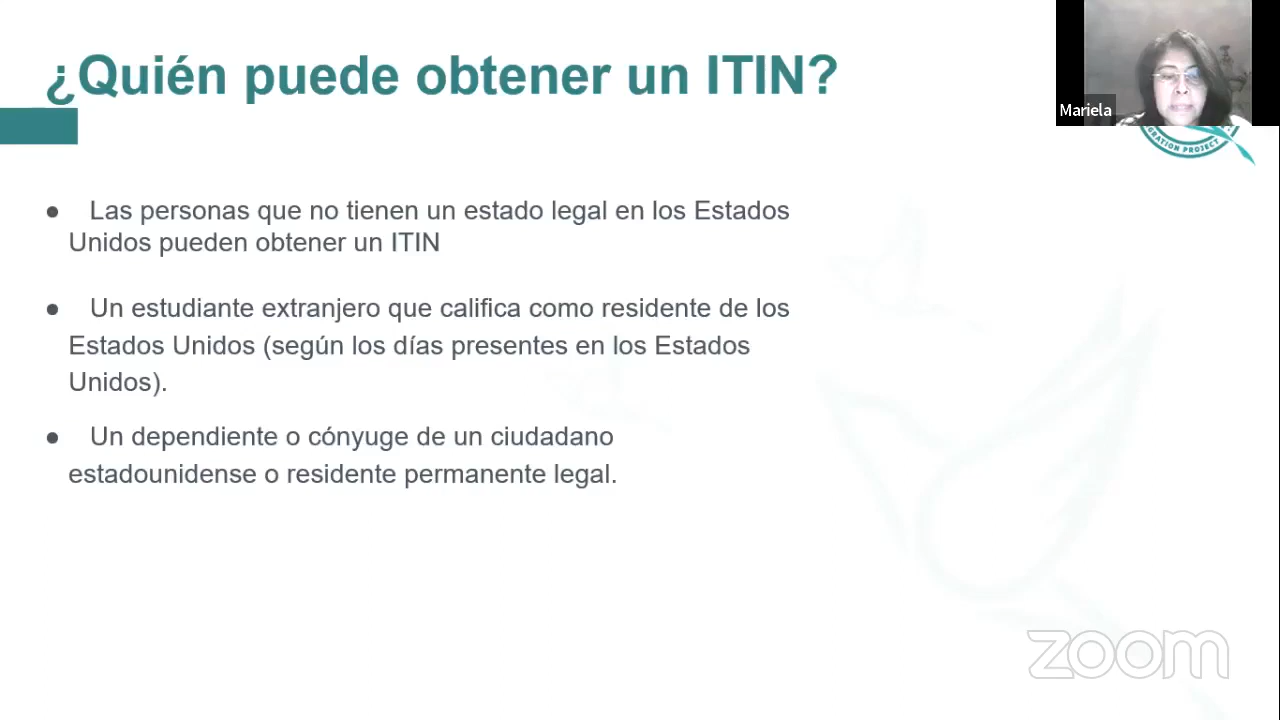 ¿Quién puede obtener un ITIN?
Mariela
GRATION PROJECT
● Las personas que no tienen un estado legal en los Estados
Unidos pueden obtener un ITIN
● Un estudiante extranjero que califica como residente de los
Estados Unidos (según los días presentes en los Estados
Unidos).
● Un dependiente o cónyuge de un ciudadano
estadounidense o residente permanente legal.
zoom